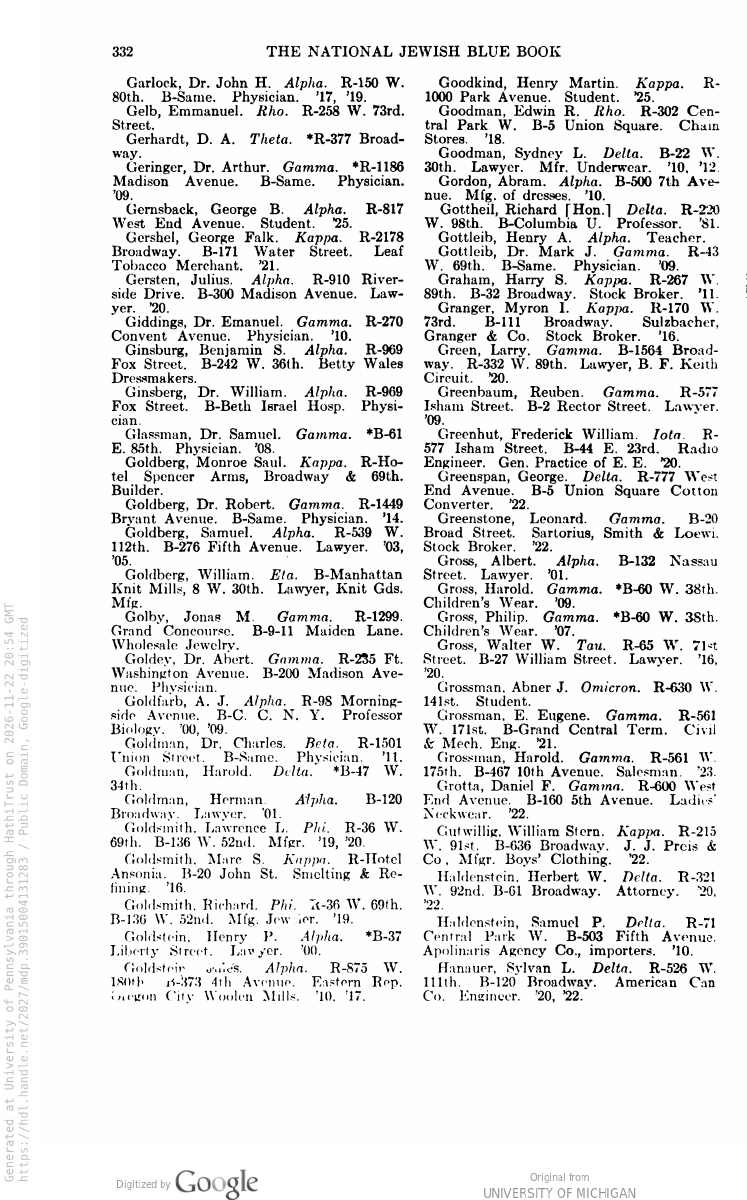 332 THE NATIONAL JEWISH BLUE BOOK
Garlock, Dr. John H. Alpha. R-150 W.
80th. B-Same. Physician. '17, '19.
Gelb, Emmanuel. Rho. R-258 W. 73rd.
Street.
Gerhardt, D. A. Theta. *R-377 Broad-
way.
Geringer, Dr. Arthur. Gamma. *R-1186
Madison Avenue. B-Same. Physician.
'09.
Gernsback, George B. Alpha. R-817
West End Avenue. Student. '25.
Gershel, George Falk. Kappa. R-2178
Broadway. B-171 Water Street. Leaf
Tobacco Merchant. '21.
Gersten, Julius. Alpha. R-910 River-
side Drive. B-300 Madison Avenue. Law-
yer. '20.
Giddings, Dr. Emanuel. Gamma. R-270
Convent Avenue. Physician. '10.
Ginsburg, Benjamin S. Alpha. R-969
Fox Street. B-242 W. 36th. Betty Wales
Dressmakers.
Ginsberg, Dr. William. Alpha. R-969
Fox Street. B-Beth Israel Hosp. Physi-
cian.
Glassman, Dr. Samuel. Gamma. *B-61
E. 85th. Physician. '08.
Goldberg, Monroe Saul. Kappa. R-Ho-
tel Spencer Arms, Broadway & 69th.
Builder.
Goldberg, Dr. Robert. Gamma. R-1449
Bryant Avenue. B-Same. Physician. '14.
Goldberg, Samuel. Alpha. R-539 W.
112th. B-276 Fifth Avenue. Lawyer. '03,
'05.
Goldberg, William. Eta. B-Manhattan
Knit Mills, 8 W. 30th. Lawyer, Knit Gds.
Mfg.
Golby, Jonas M. Gamma. R-1299.
Grand Concourse. B-9-11 Maiden Lane.
Wholesale Jewelry.
Goldey, Dr. Abert. Gamma. R-235 Ft.
Washington Avenue. B-200 Madison Ave-
nue. Physician.
Goldfarb, A. J. Alpha. R-98 Morning-
side Avenue. B-C. C. N. Y. Professor
Biology. '00, '09.
Goldman, Dr. Charles. Beta. R-1501
Union Street. B-Same. Physician. '11.
Goldman, Harold. Delta. *B-47 W.
34th.
Goldman, Herman. Alpha. B-120
Broadway. Lawyer. '01.
Goldsmith, Lawrence L. Phi. R-36 W.
69th. B-136 W. 52nd. Mfgr. '19, '20.
Goldsmith, Marc S. Kappa. R-Hotel
Ansonia. B-20 John St. Smelting & Re-
fining. '16.
Goldsmith, Richard. Phi. R-36 W. 69th.
B-136 W. 52nd. Mfg. '19.
Goldstein, Henry P. Alpha. *B-37
Liberty Street. Lawyer. '00.
Alpha. R-875 W.
180th 4th Avenue. Eastern Rep.
City Woolen Mills. '10, '17.
Goodkind, Henry Martin. Kappa. R-
1000 Park Avenue. Student. '25.
Goodman, Edwin R. Rho. R-302 Cen-
tral Park W. B-5 Union Square. Chain
Stores. '18.
Goodman, Sydney L. Delta. B-22 W.
30th. Lawyer. Mfr. Underwear. '10, '12.
Gordon, Abram. Alpha. B-500 7th Ave-
nue. Mfg. of dresses. '10.
Gottheil, Richard [Hon.] Delta. R-220
W. 98th. B-Columbia U. Professor. '81.
Gottleib, Henry A. Alpha. Teacher.
Gottleib, Dr. Mark J. Gamma. R-43
W. 69th. B-Same. Physician. '09.
Graham, Harry S. Kappa. R-267 W.
89th. B-32 Broadway. Stock Broker. '11.
Granger, Myron I. Kappa. R-170 W.
73rd. B-111 Broadway. Sulzbacher,
Granger & Co. Stock Broker. '16.
Green, Larry. Gamma. B-1564 Broad-
way. R-332 W. 89th. Lawyer, B. F. Keith
Circuit. '20.
Greenbaum, Reuben. Gamma. R-577
Isham Street. B-2 Rector Street. Lawyer.
'09.
Greenhut, Frederick William. Iota. R-
577 Isham Street. B-44 E. 23rd. Radio
Engineer. Gen. Practice of E. E. '20.
Greenspan, George. Delta. R-777 West
End Avenue. B-5 Union Square Cotton
Converter. '22.
Greenstone, Leonard. Gamma. B-20
Broad Street. Sartorius, Smith & Loewi.
Stock Broker. '22.
Gross, Albert. Alpha. B-132 Nassau
Street. Lawyer. '01.
Gross, Harold. Gamma. *B-60 W. 38th.
Children's Wear. '09.
Gross, Philip. Gamma. *B-60 W. 38th.
Children's Wear. '07.
Gross, Walter W. Tau. R-65 W. 71st
Street. B-27 William Street. Lawyer. '16,
'20.
Grossman, Abner J. Omicron. R-630 W.
141st. Student.
Grossman, E. Eugene. Gamma. R-561
W. 171st. B-Grand Central Term. Civil
& Mech. Eng. '21.
Grossman, Harold. Gamma. R-561 W.
175th. B-467 10th Avenue. Salesman. '23.
Grotta, Daniel F. Gamma. R-600 West
End Avenue. B-160 5th Avenue. Ladies'
Neckwear. '22.
Gutwillig, William Stern. Kappa. R-215
W. 91st. B-636 Broadway. J. J. Preis &
Co., Mfgr. Boys' Clothing. '22.
Haldenstein, Herbert W. Delta. R-321
W. 92nd. B-61 Broadway. Attorney. '20,
'22.
Haldenstein, Samuel P. Delta. R-71
Central Park W. B-503 Fifth Avenue.
Apolinaris Agency Co., importers. '10.
Hanauer, Sylvan L. Delta. R-526 W.
111th. B-120 Broadway. American Can
Co. Engineer. '20, '22.
Generated at University of Pennsylvania through HathiTrust on 2026-11-22 20:54 GMT
https://hdl.handle.net/2027/mdp.39015004131283 / Public Domain, Google-digitized
Digitized by Google
Original from
UNIVERSITY OF MICHIGAN